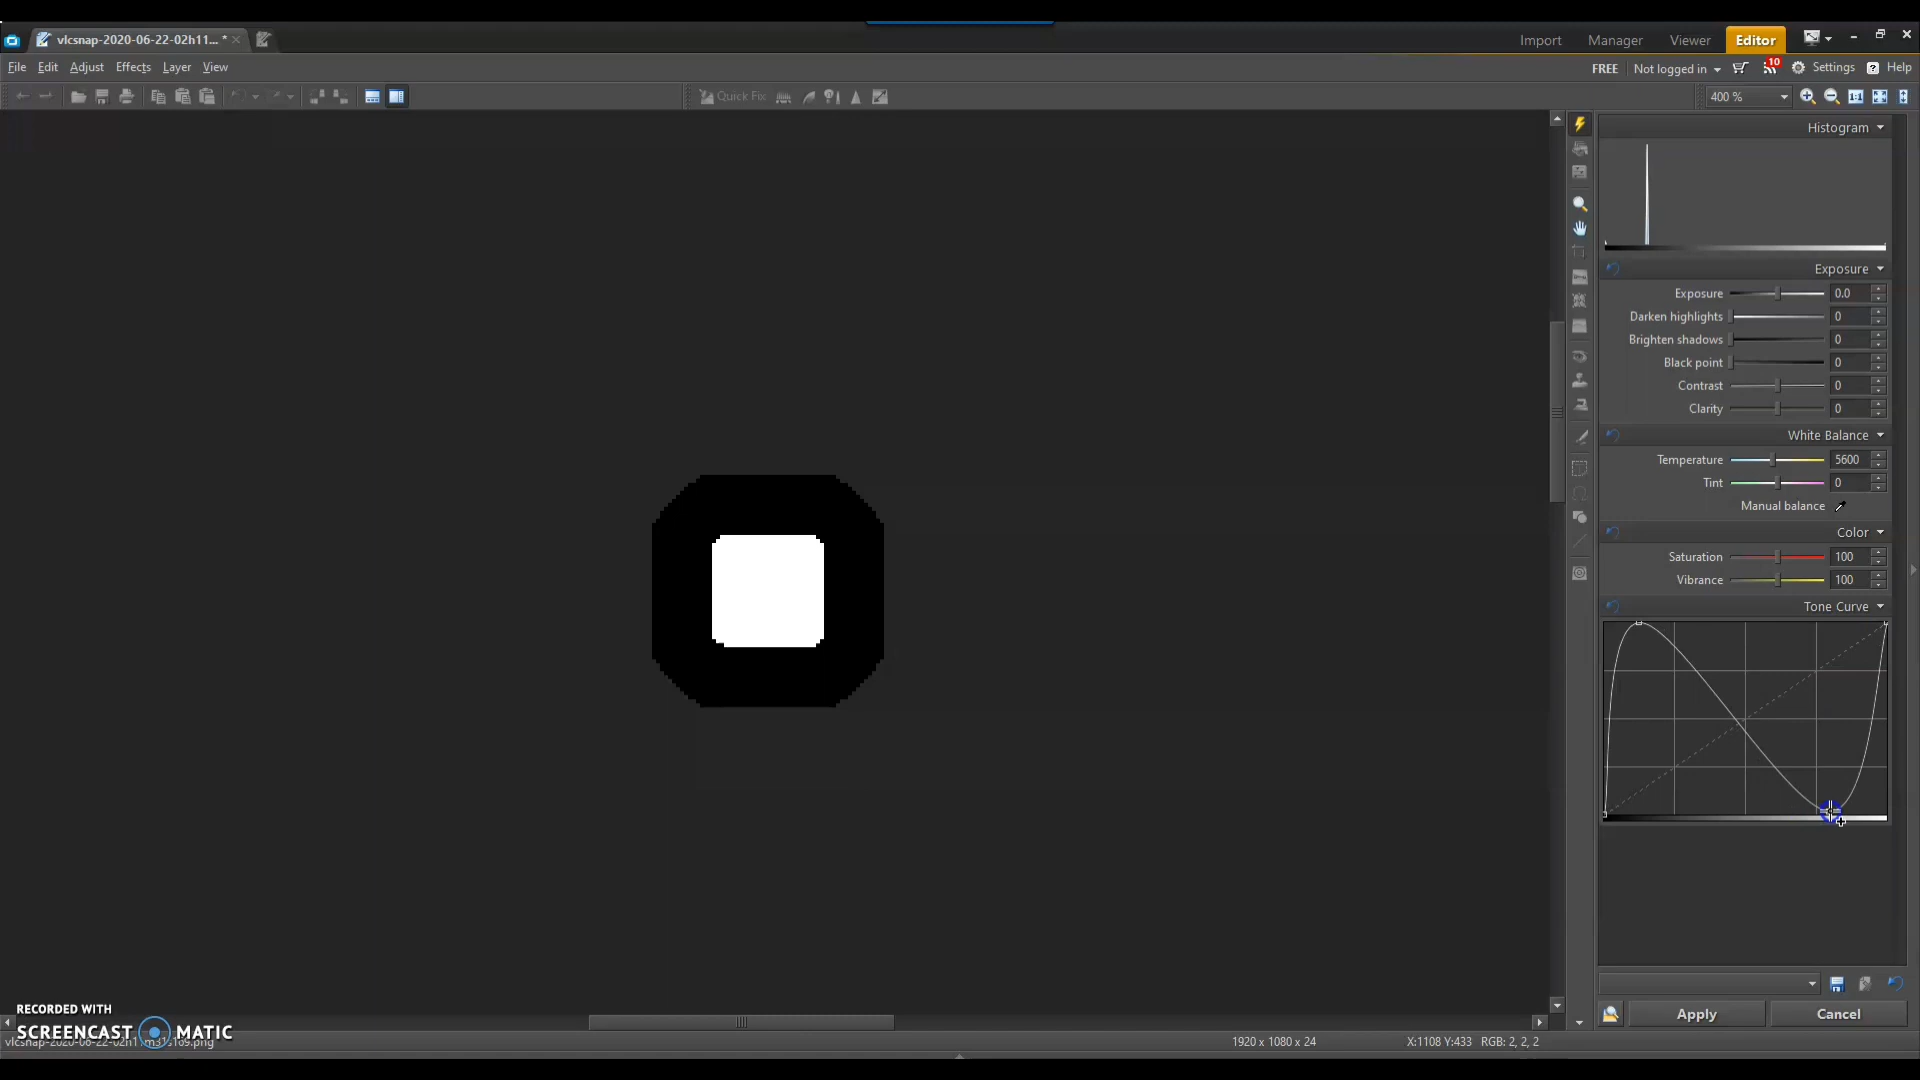 vlcsnap-2020-06-22-02h11... *
Import Manager Viewer Editor
File Edit Adjust Effects Layer View
FREE Not logged in 10 Settings Help
Quick Fix
400 %
1:1
Histogram
Exposure
Exposure 0.0
Darken highlights 0
Brighten shadows 0
Black point 0
Contrast 0
Clarity 0
White Balance
Temperature 5600
Tint 0
Manual balance
Color
Saturation 100
Vibrance 100
Tone Curve
Apply Cancel
RECORDED WITH
SCREENCAST MATIC
1920 x 1080 x 24 X:1108 Y:433 RGB: 2, 2, 2